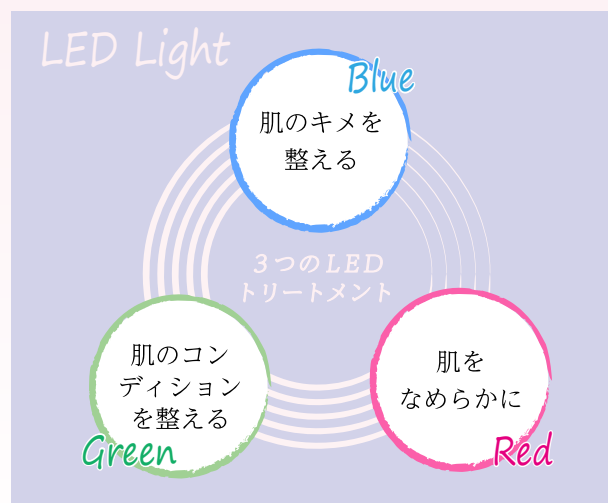 LED Light
Blue
肌のキメを
整える
3つのLED
トリートメント
肌のコン
ディション
を整える
Green
肌を
なめらかに
Red